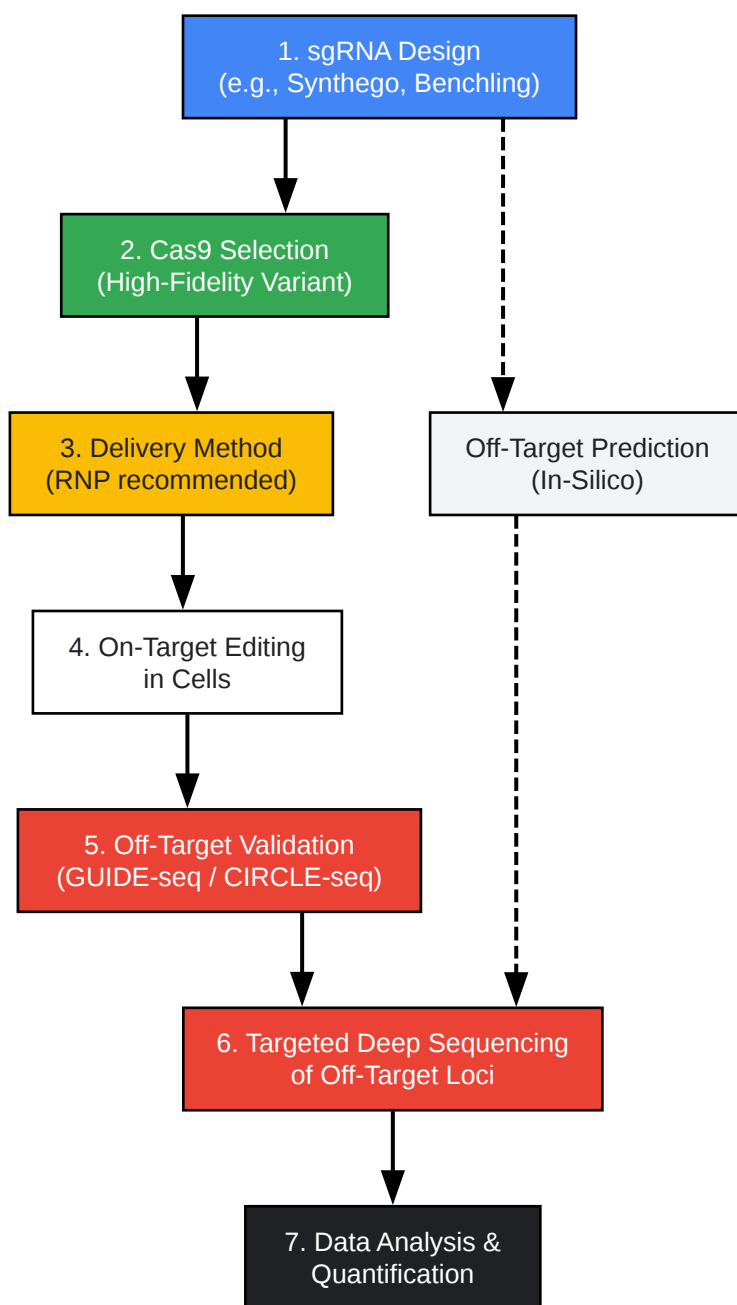 1. sgRNA Design
(e.g., Synthego, Benchling)
2. Cas9 Selection
(High-Fidelity Variant)
3. Delivery Method
(RNP recommended)
Off-Target Prediction
(In-Silico)
4. On-Target Editing
in Cells
5. Off-Target Validation
(GUIDE-seq / CIRCLE-seq)
6. Targeted Deep Sequencing
of Off-Target Loci
7. Data Analysis &
Quantification